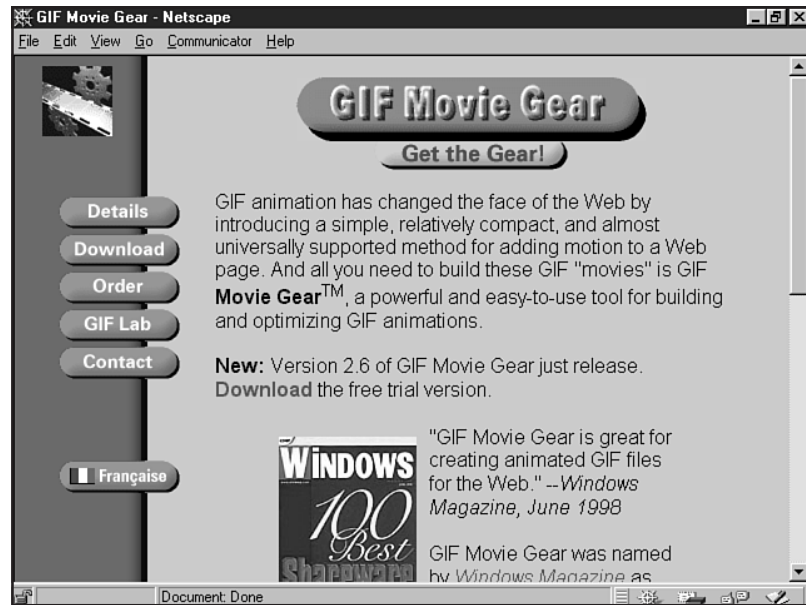 GIF Movie Gear - Netscape
File Edit View Go Communicator Help
GIF Movie Gear
Get the Gear!
Details
Download
Order
GIF Lab
Contact
Française
GIF animation has changed the face of the Web by
introducing a simple, relatively compact, and almost
universally supported method for adding motion to a Web
page. And all you need to build these GIF "movies" is GIF
Movie Gear™, a powerful and easy-to-use tool for building
and optimizing GIF animations.
New: Version 2.6 of GIF Movie Gear just release.
Download the free trial version.
WINDOWS
100
Best
Shareware
"GIF Movie Gear is great for
creating animated GIF files
for the Web." --Windows
Magazine, June 1998
GIF Movie Gear was named
by Windows Magazine as
Document: Done